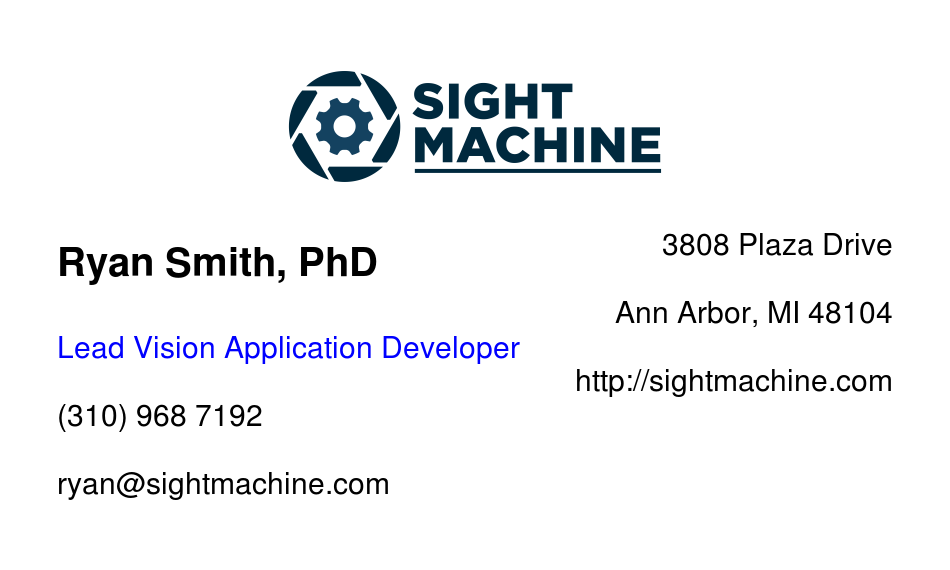 SIGHT
MACHINE
Ryan Smith, PhD
Lead Vision Application Developer
(310) 968 7192
ryan@sightmachine.com
3808 Plaza Drive
Ann Arbor, MI 48104
http://sightmachine.com